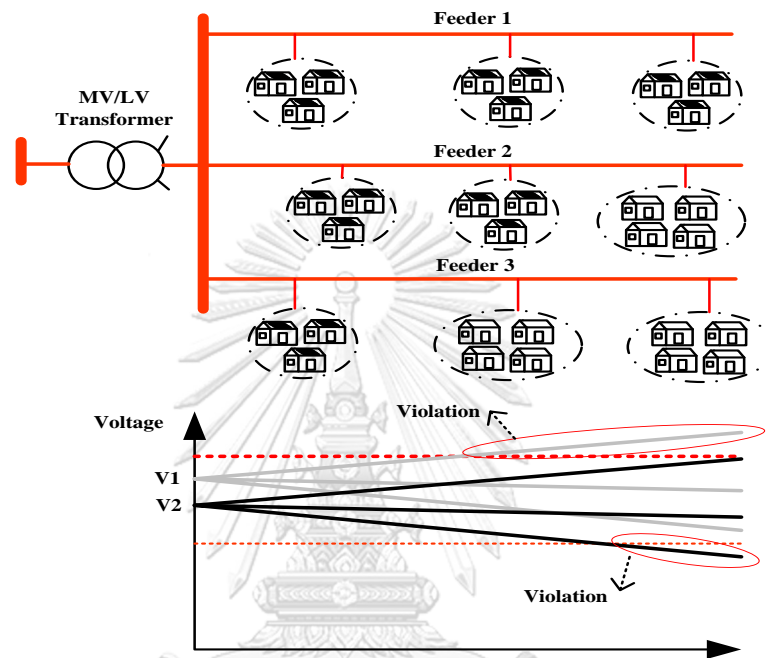 Feeder 1
MV/LV
Transformer
Feeder 2
Feeder 3
Voltage
Violation
V1
V2
Violation